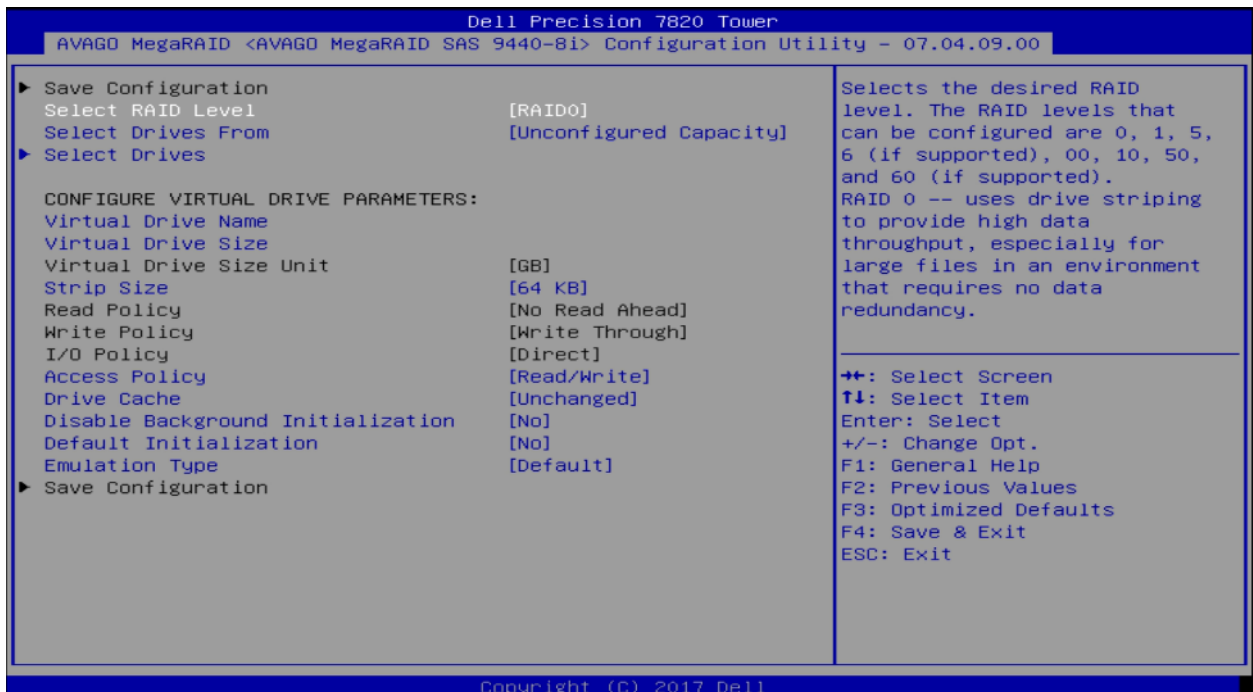 Dell Precision 7820 Tower
AVAGO MegaRAID <AVAGO MegaRAID SAS 9440-8i> Configuration Utility - 07.04.09.00
▶ Save Configuration
Select RAID Level [RAID0]
Select Drives From [Unconfigured Capacity]
▶ Select Drives
CONFIGURE VIRTUAL DRIVE PARAMETERS:
Virtual Drive Name
Virtual Drive Size
Virtual Drive Size Unit [GB]
Strip Size [64 KB]
Read Policy [No Read Ahead]
Write Policy [Write Through]
I/O Policy [Direct]
Access Policy [Read/Write]
Drive Cache [Unchanged]
Disable Background Initialization [No]
Default Initialization [No]
Emulation Type [Default]
▶ Save Configuration
Selects the desired RAID
level. The RAID levels that
can be configured are 0, 1, 5,
6 (if supported), 00, 10, 50,
and 60 (if supported).
RAID 0 -- uses drive striping
to provide high data
throughput, especially for
large files in an environment
that requires no data
redundancy.
→←: Select Screen
↑↓: Select Item
Enter: Select
+/-: Change Opt.
F1: General Help
F2: Previous Values
F3: Optimized Defaults
F4: Save & Exit
ESC: Exit
Copyright (C) 2017 Dell